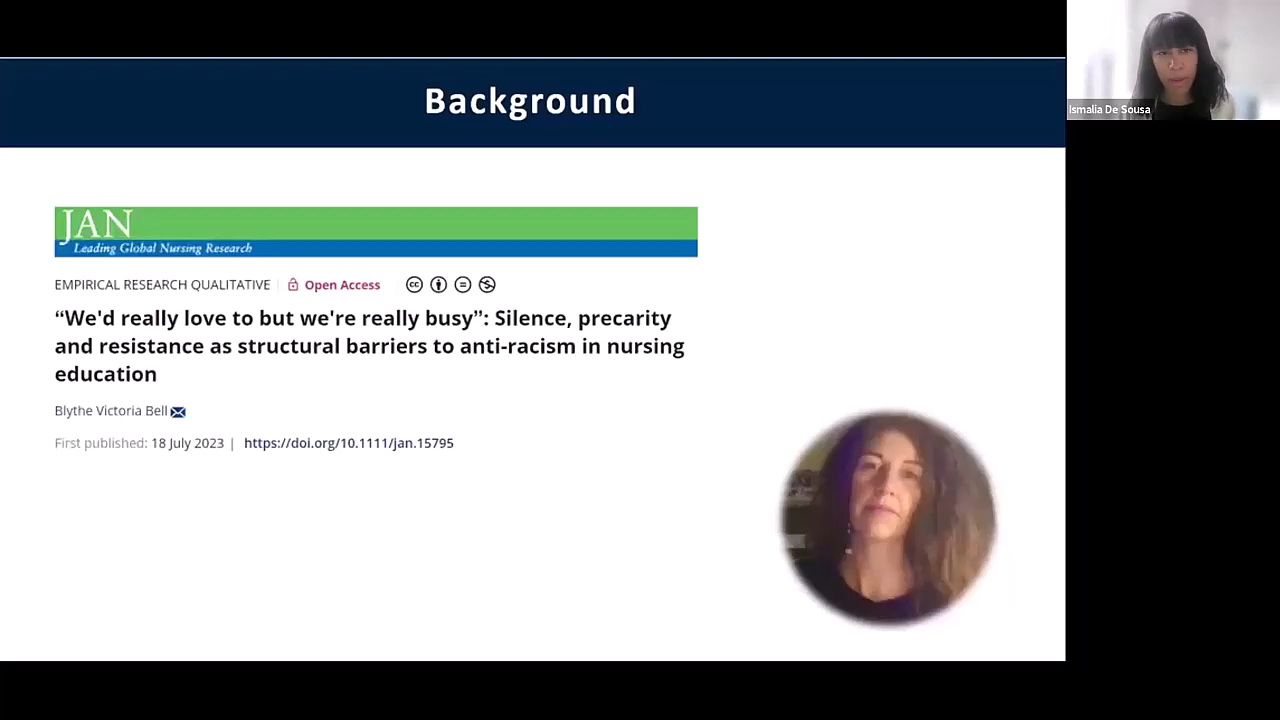 Background
Ismalia De Sousa
JAN
Leading Global Nursing Research
EMPIRICAL RESEARCH QUALITATIVE | Open Access
“We'd really love to but we're really busy”: Silence, precarity
and resistance as structural barriers to anti-racism in nursing
education
Blythe Victoria Bell
First published: 18 July 2023 | https://doi.org/10.1111/jan.15795